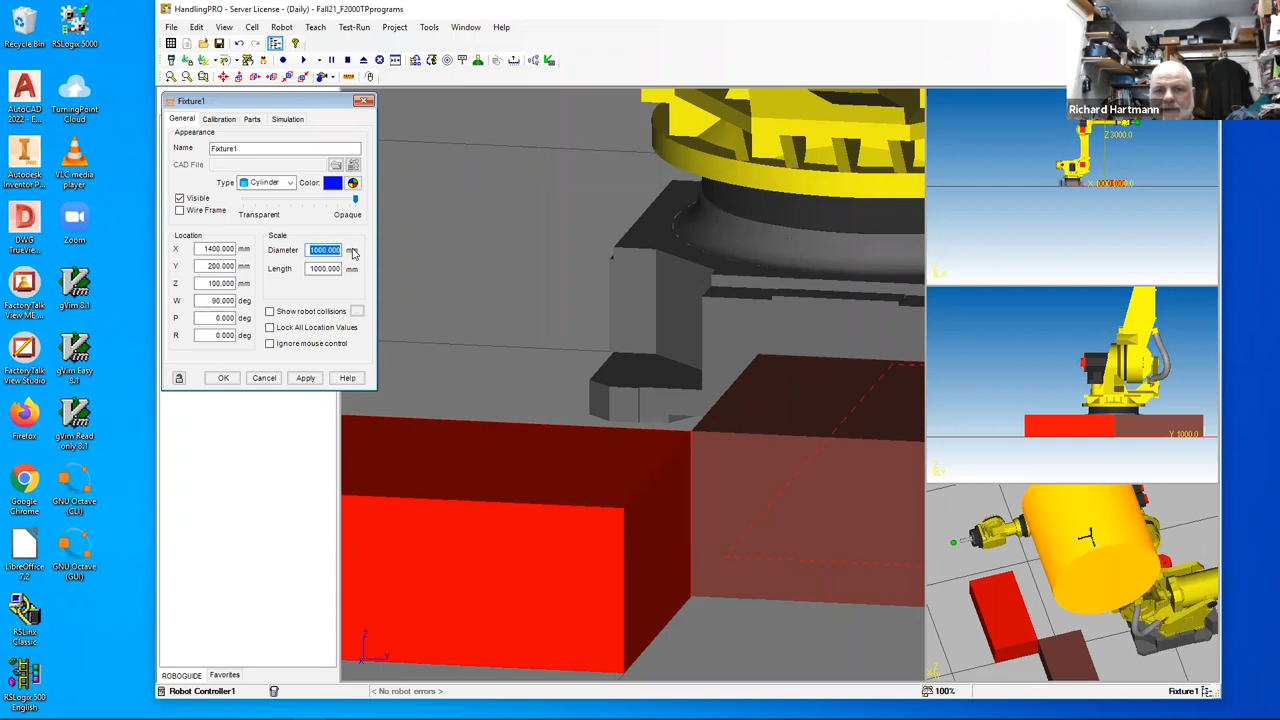 HandlingPRO - Server License - (Daily) - Fall21_F2000TPprograms
File Edit View Cell Robot Teach Test-Run Project Tools Window Help
Richard Hartmann
Recycle Bin
RSLogix 5000
AutoCAD 2022 - E...
TurningPoint Cloud
Autodesk Inventor P...
VLC media player
DWG TrueView...
Zoom
FactoryTalk View ME ...
gVim 8.1
FactoryTalk View Studio
gVim Easy 8.1
Firefox
gVim Read only 8.1
Google Chrome
GNU Octave (CLI)
LibreOffice 7.2
GNU Octave (GUI)
RSLinx Classic
RSLogix 500 English
Fixture1
General Calibration Parts Simulation
Appearance
Name Fixture1
CAD File
Type Cylinder Color:
Visible
Wire Frame
Transparent Opaque
Location
X 1400.000 mm
Y 200.000 mm
Z 100.000 mm
W 90.000 deg
P 0.000 deg
R 0.000 deg
Scale
Diameter 1000.000 mm
Length 1000.000 mm
Show robot collisions ...
Lock All Location Values
Ignore mouse control
OK Cancel Apply Help
Z 3000.0
Y 1000.0
Z
X Y
ROBOGUIDE Favorites
Robot Controller1
< No robot errors >
100%
Fixture1